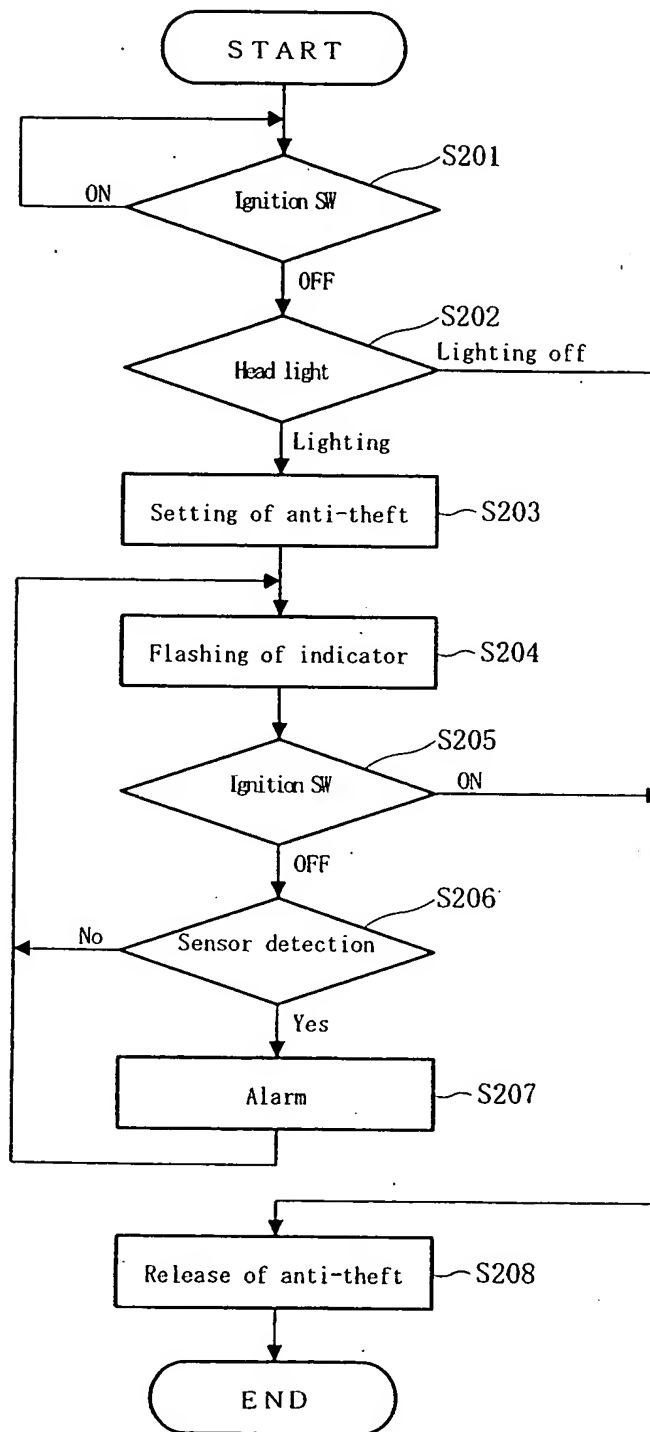 START
S201
Ignition SW
ON
OFF
S202
Lighting off
Head light
Lighting
Setting of anti-theft
S203
Flashing of indicator
S204
S205
Ignition SW
ON
OFF
S206
No
Sensor detection
Yes
Alarm
S207
Release of anti-theft
S208
END